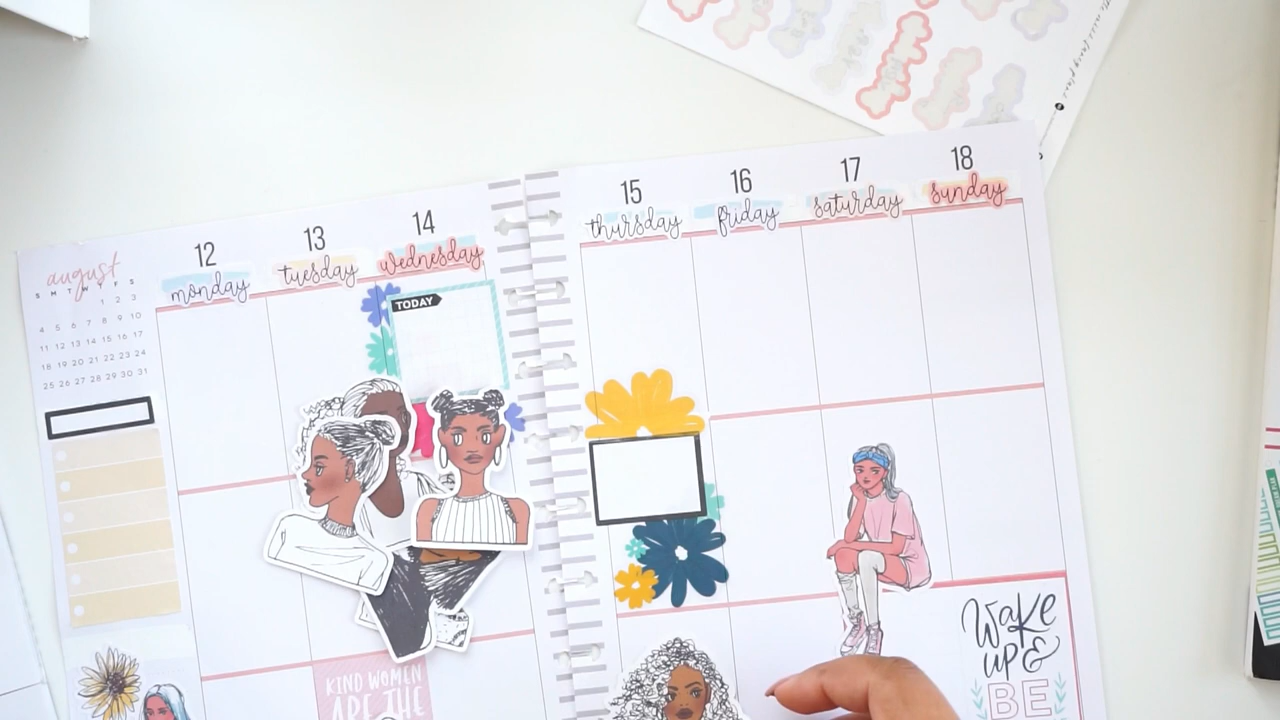 august
S M T W T F S
1 2 3
4 5 6 7 8 9 10
11 12 13 14 15 16 17
18 19 20 21 22 23 24
25 26 27 28 29 30 31
12
monday
13
tuesday
14
wednesday
TODAY
KIND WOMEN
ARE THE
15
thursday
16
friday
17
saturday
18
sunday
Wake
up &
BE